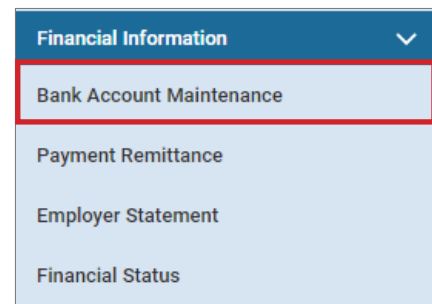 Financial Information
Bank Account Maintenance
Payment Remittance
Employer Statement
Financial Status